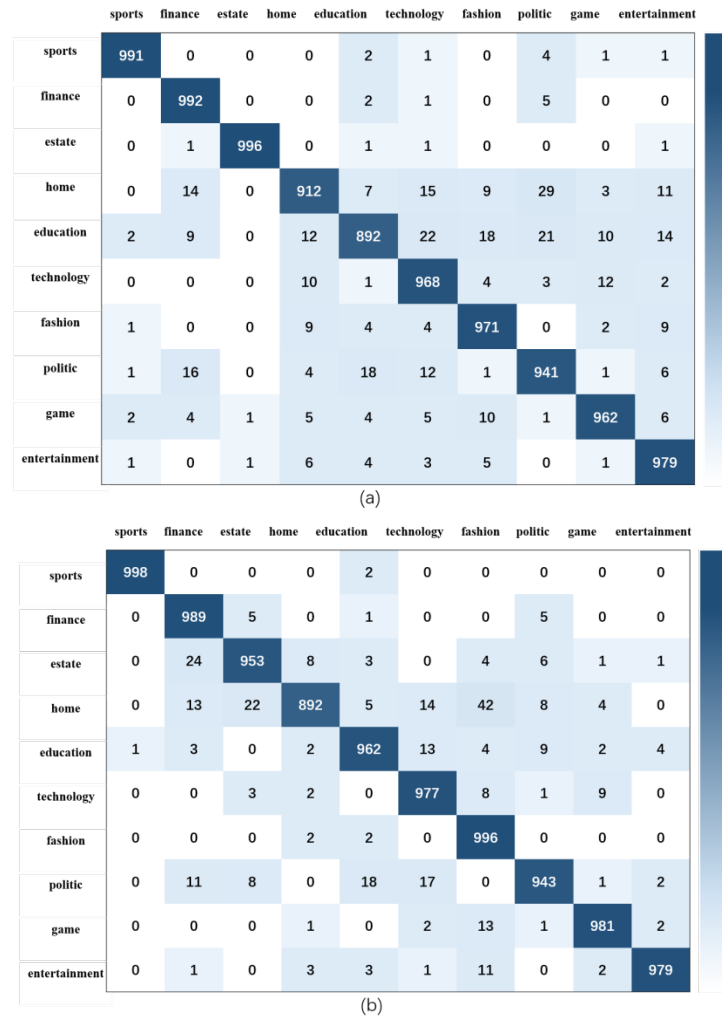 sports finance estate home education technology fashion politic game entertainment
sports 991 0 0 0 2 1 0 4 1 1
finance 0 992 0 0 2 1 0 5 0 0
estate 0 1 996 0 1 1 0 0 0 1
home 0 14 0 912 7 15 9 29 3 11
education 2 9 0 12 892 22 18 21 10 14
technology 0 0 0 10 1 968 4 3 12 2
fashion 1 0 0 9 4 4 971 0 2 9
politic 1 16 0 4 18 12 1 941 1 6
game 2 4 1 5 4 5 10 1 962 6
entertainment 1 0 1 6 4 3 5 0 1 979
(a)
sports finance estate home education technology fashion politic game entertainment
sports 998 0 0 0 2 0 0 0 0 0
finance 0 989 5 0 1 0 0 5 0 0
estate 0 24 953 8 3 0 4 6 1 1
home 0 13 22 892 5 14 42 8 4 0
education 1 3 0 2 962 13 4 9 2 4
technology 0 0 3 2 0 977 8 1 9 0
fashion 0 0 0 2 2 0 996 0 0 0
politic 0 11 8 0 18 17 0 943 1 2
game 0 0 0 1 0 2 13 1 981 2
entertainment 0 1 0 3 3 1 11 0 2 979
(b)